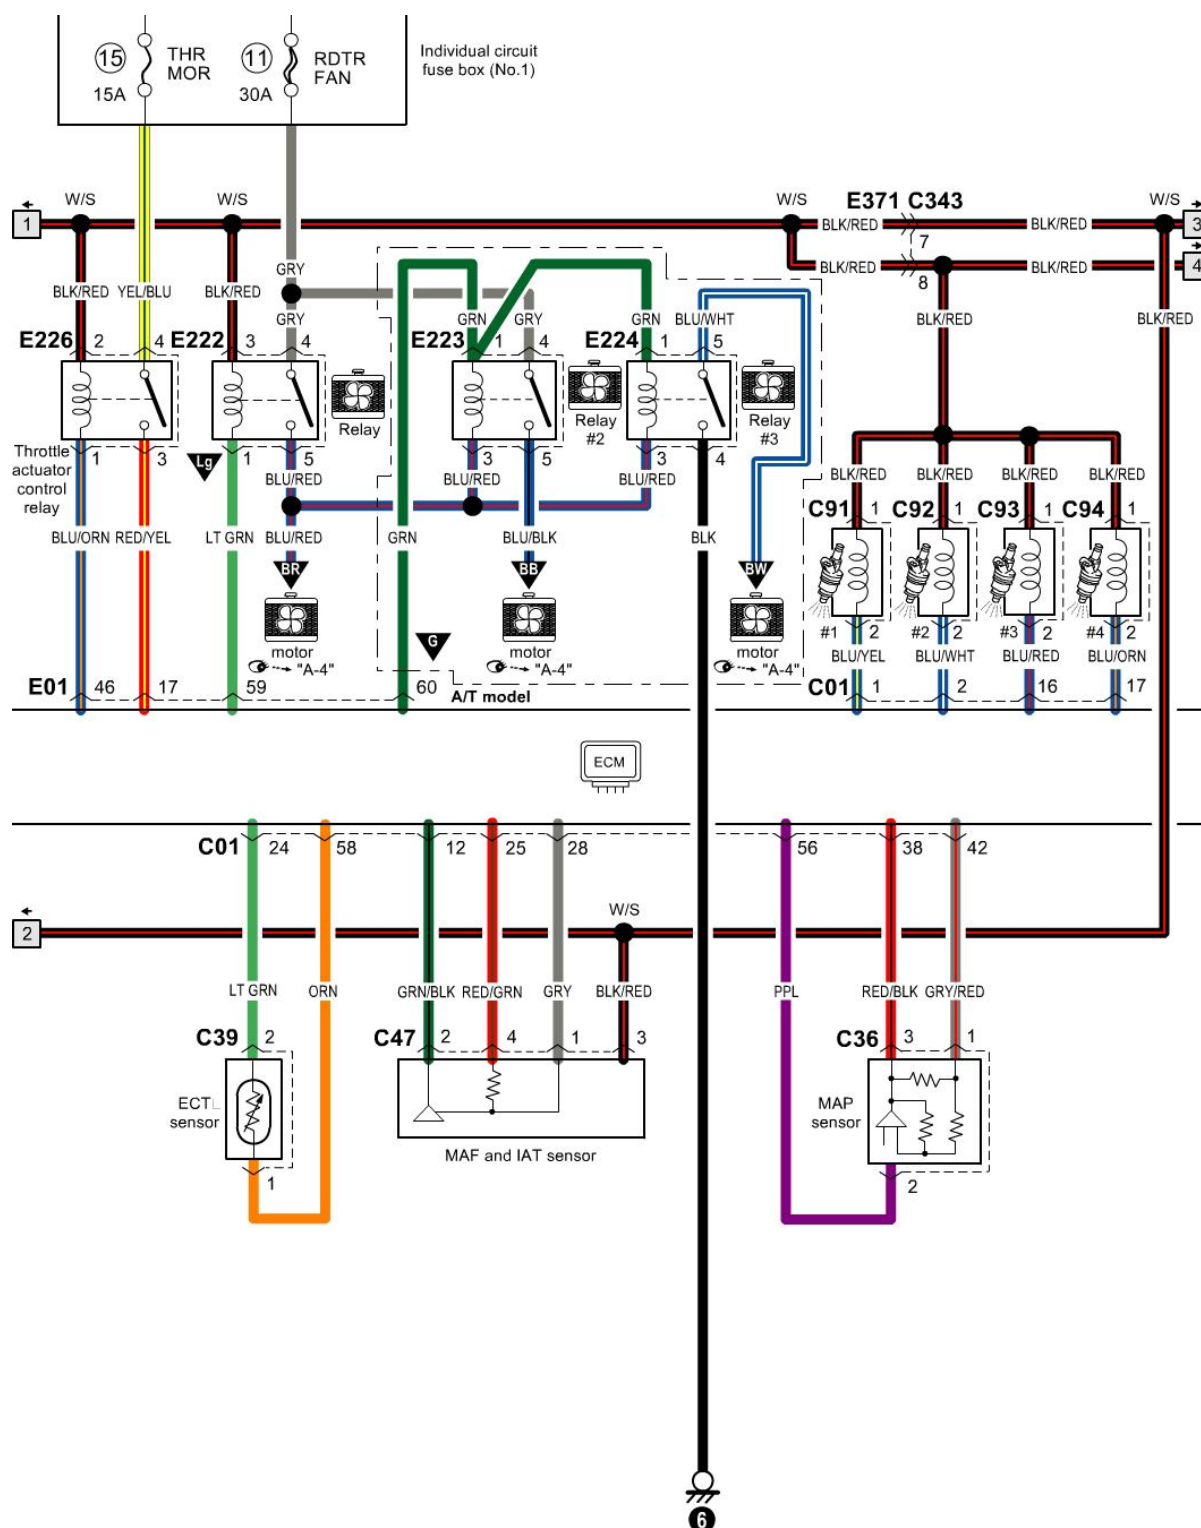 15 THR MOR 15A
11 RDTR FAN 30A
Individual circuit
fuse box (No.1)
W/S W/S W/S E371 C343 W/S
1 BLK/RED 7 BLK/RED 3
BLK/RED 8 BLK/RED 4
GRY
BLK/RED YEL/BLU BLK/RED
GRY GRN GRY GRN BLU/WHT BLK/RED BLK/RED
E226 2 4 E222 3 4 E223 1 4 E224 1 5
Relay
Relay
#2
Relay
#3
Throttle
actuator
control
relay
1 3 Lg 1 5 3 5 3 4
BLU/RED BLU/RED BLU/RED
BLK/RED BLK/RED BLK/RED BLK/RED
C91 1 C92 1 C93 1 C94 1
BLU/ORN RED/YEL LT GRN BLU/RED GRN BLU/BLK BLK
BR BB BW
#1 2 #2 2 #3 2 #4 2
motor motor motor
"A-4" "A-4" "A-4"
G
BLU/YEL BLU/WHT BLU/RED BLU/ORN
E01 46 17 59 60
A/T model
C01 1 2 16 17
ECM
C01 24 58 12 25 28 56 38 42
W/S
2
LT GRN ORN GRN/BLK RED/GRN GRY BLK/RED PPL RED/BLK GRY/RED
C39 2 C47 2 4 1 3 C36 3 1
ECT
sensor
MAP
sensor
MAF and IAT sensor
1 2
6